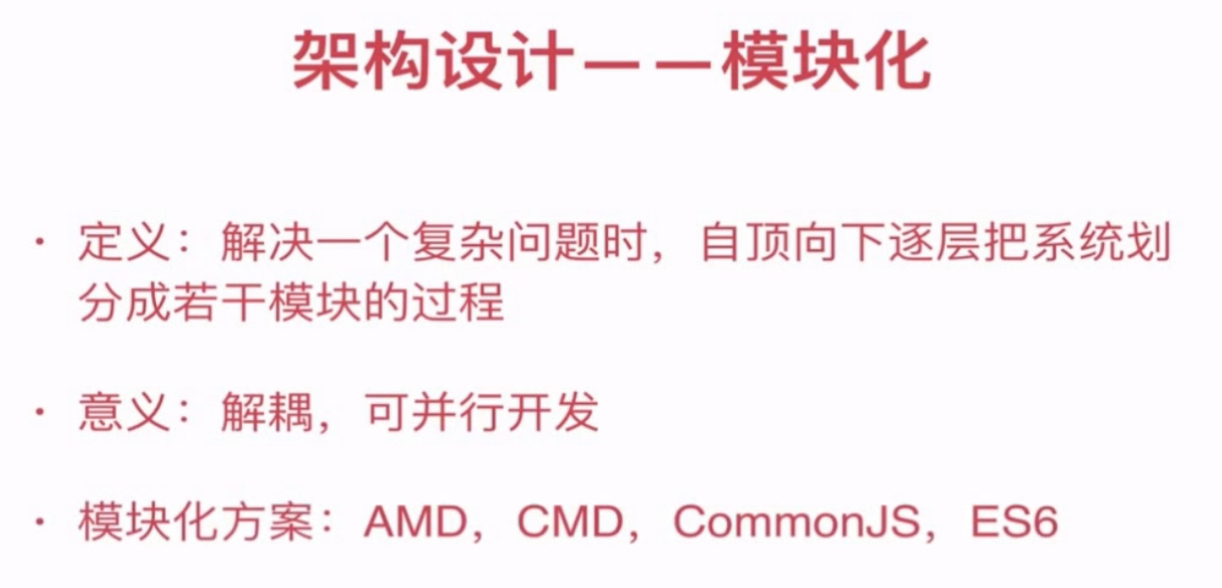 架构设计——模块化
· 定义：解决一个复杂问题时，自顶向下逐层把系统划
分成若干模块的过程
· 意义：解耦，可并行开发
· 模块化方案：AMD，CMD，CommonJS，ES6